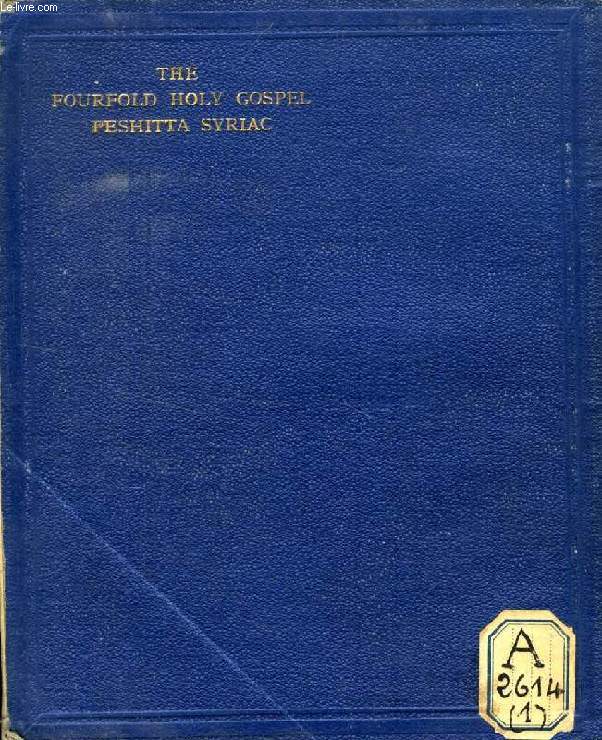 Le-livre.com
THE
FOURFOLD HOLY GOSPEL
PESHITTA SYRIAC
A
2614
(1)